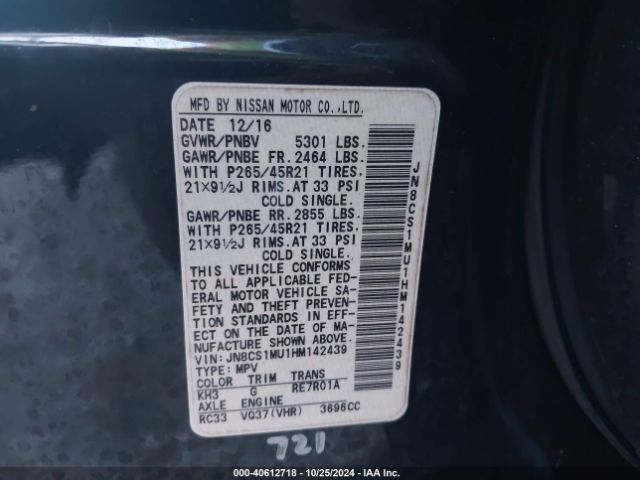 MFD BY NISSAN MOTOR CO.,LTD.
DATE 12/16
GVWR/PNBV 5301 LBS.
GAWR/PNBE FR. 2464 LBS.
WITH P265/45R21 TIRES,
21×9½J RIMS.AT 33 PSI
COLD SINGLE.
GAWR/PNBE RR. 2855 LBS.
WITH P265/45R21 TIRES,
21×9½J RIMS.AT 33 PSI
COLD SINGLE.
THIS VEHICLE CONFORMS
TO ALL APPLICABLE FED-
ERAL MOTOR VEHICLE SA-
FETY AND THEFT PREVEN-
TION STANDARDS IN EFF-
ECT ON THE DATE OF MA-
NUFACTURE SHOWN ABOVE.
VIN: JN8CS1MU1HM142439
TYPE: MPV
COLOR TRIM TRANS
KH3 G RE7R01A
AXLE ENGINE
RC33 VQ37(VHR) 3696CC
JN8CS1MU1HM142439
721
000-40612718 - 10/25/2024 - IAA Inc.